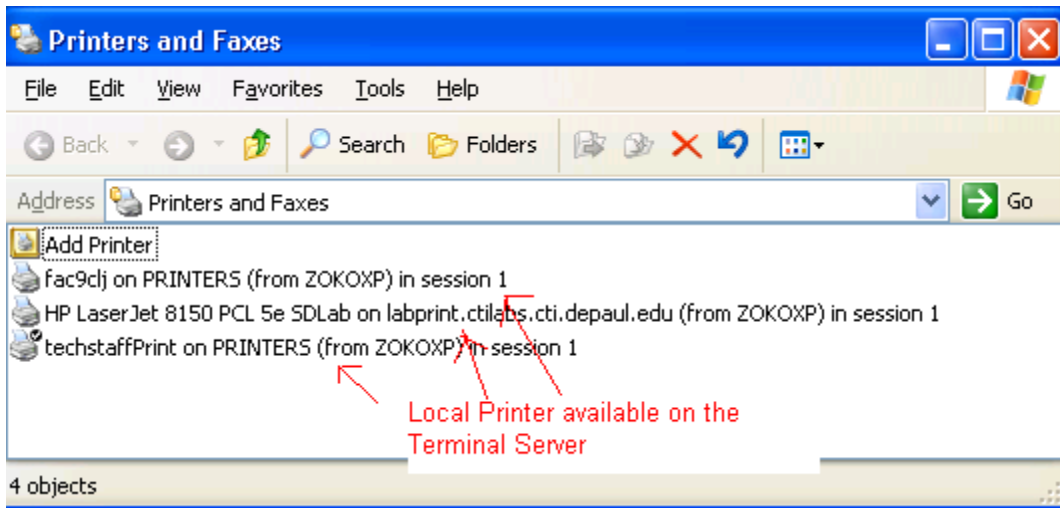 Printers and Faxes
File Edit View Favorites Tools Help
Back Search Folders
Address Printers and Faxes Go
Add Printer
fac9clj on PRINTERS (from ZOKOXP) in session 1
HP LaserJet 8150 PCL 5e SDLab on labprint.ctilabs.cti.depaul.edu (from ZOKOXP) in session 1
techstaffPrint on PRINTERS (from ZOKOXP) in session 1
Local Printer available on the
Terminal Server
4 objects